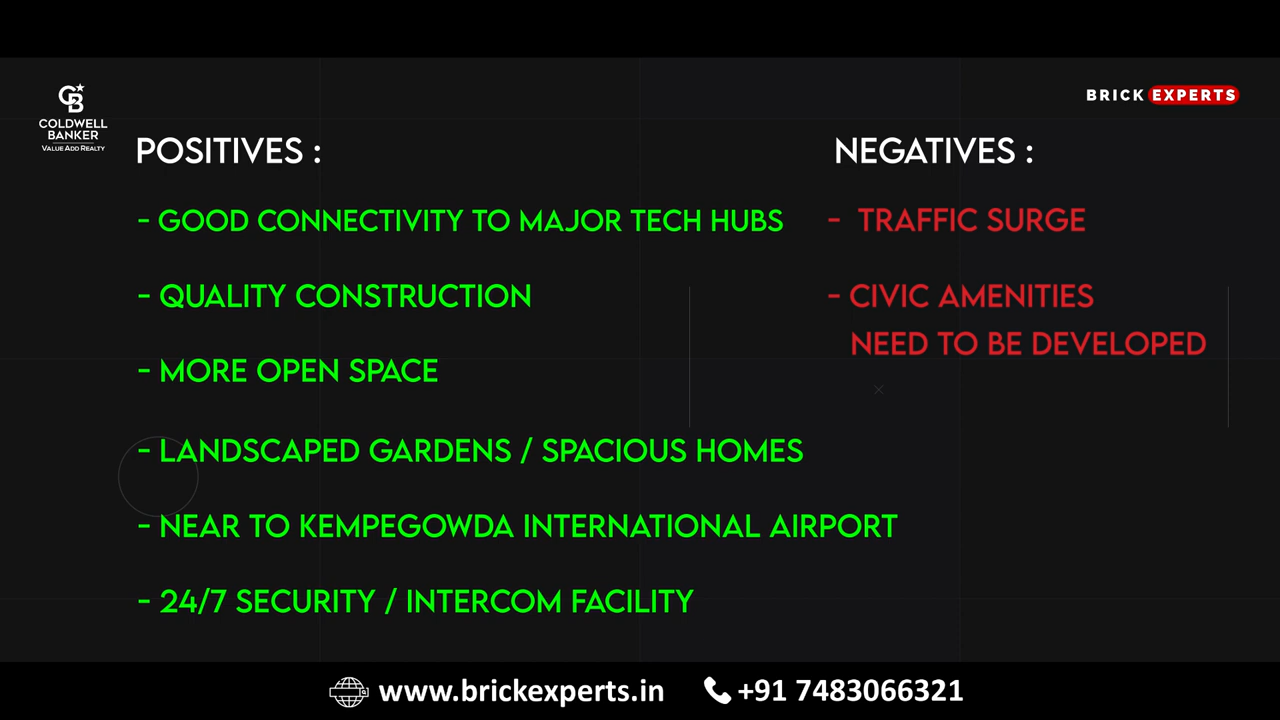 COLDWELL
BANKER
VALUE ADD REALTY
BRICK EXPERTS
POSITIVES :
- GOOD CONNECTIVITY TO MAJOR TECH HUBS
- QUALITY CONSTRUCTION
- MORE OPEN SPACE
- LANDSCAPED GARDENS / SPACIOUS HOMES
- NEAR TO KEMPEGOWDA INTERNATIONAL AIRPORT
- 24/7 SECURITY / INTERCOM FACILITY
NEGATIVES :
- TRAFFIC SURGE
- CIVIC AMENITIES
NEED TO BE DEVELOPED
www.brickexperts.in +91 7483066321